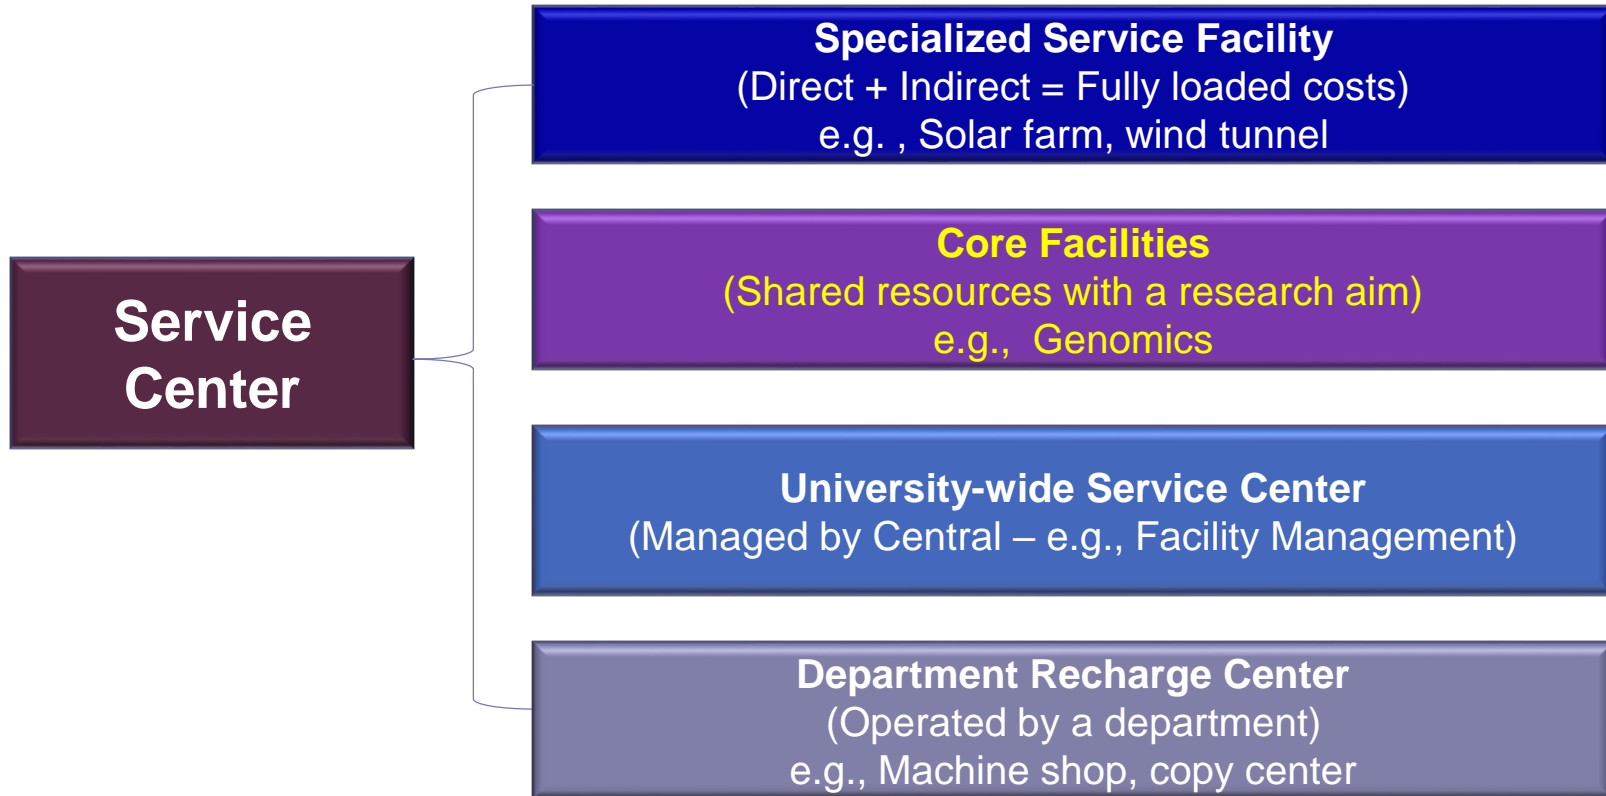 Service
Center
Specialized Service Facility
(Direct + Indirect = Fully loaded costs)
e.g. , Solar farm, wind tunnel
Core Facilities
(Shared resources with a research aim)
e.g.,  Genomics
University-wide Service Center
(Managed by Central – e.g., Facility Management)
Department Recharge Center
(Operated by a department)
e.g., Machine shop, copy center